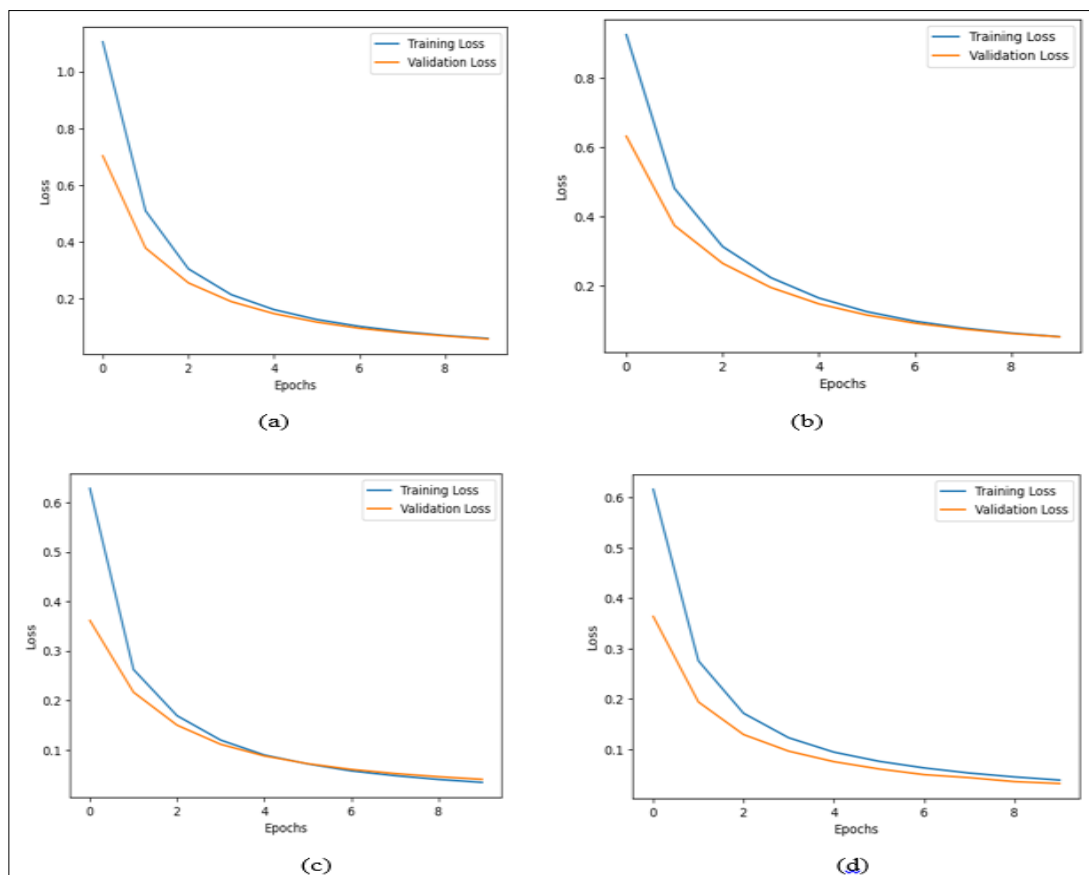 Training Loss
Validation Loss
1.0
0.8
0.6
0.4
0.2
Loss
0 2 4 6 8
Epochs
(a)
Training Loss
Validation Loss
0.8
0.6
0.4
0.2
Loss
0 2 4 6 8
Epochs
(b)
Training Loss
Validation Loss
0.6
0.5
0.4
0.3
0.2
0.1
Loss
0 2 4 6 8
Epochs
(c)
Training Loss
Validation Loss
0.6
0.5
0.4
0.3
0.2
0.1
Loss
0 2 4 6 8
Epochs
(d)